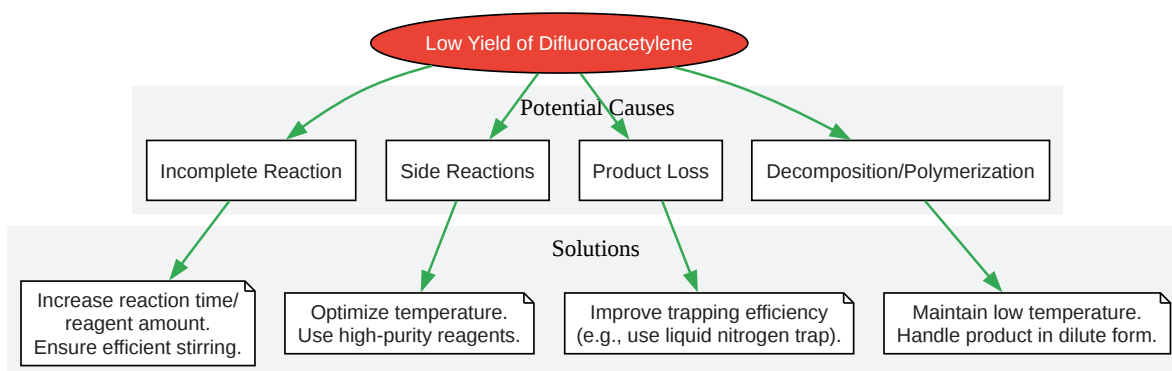 Low Yield of Difluoroacetylene
Potential Causes
Incomplete Reaction
Side Reactions
Product Loss
Decomposition/Polymerization
Solutions
Increase reaction time/
reagent amount.
Ensure efficient stirring.
Optimize temperature.
Use high-purity reagents.
Improve trapping efficiency
(e.g., use liquid nitrogen trap).
Maintain low temperature.
Handle product in dilute form.